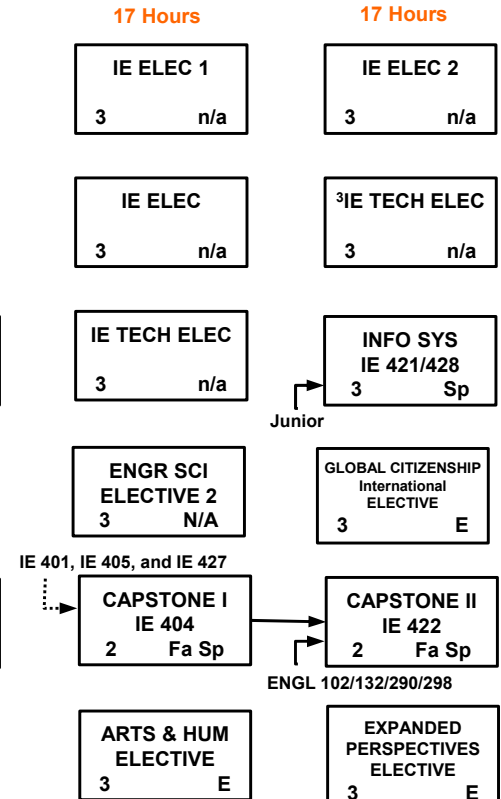 17 Hours
17 Hours
IE ELEC 1
3 n/a
IE ELEC 2
3 n/a
IE ELEC
3 n/a
³IE TECH ELEC
3 n/a
IE TECH ELEC
3 n/a
INFO SYS
IE 421/428
3 Sp
Junior
ENGR SCI
ELECTIVE 2
3 N/A
GLOBAL CITIZENSHIP
International
ELECTIVE
3 E
IE 401, IE 405, and IE 427
CAPSTONE I
IE 404
2 Fa Sp
CAPSTONE II
IE 422
2 Fa Sp
ENGL 102/132/290/298
ARTS & HUM
ELECTIVE
3 E
EXPANDED
PERSPECTIVES
ELECTIVE
3 E